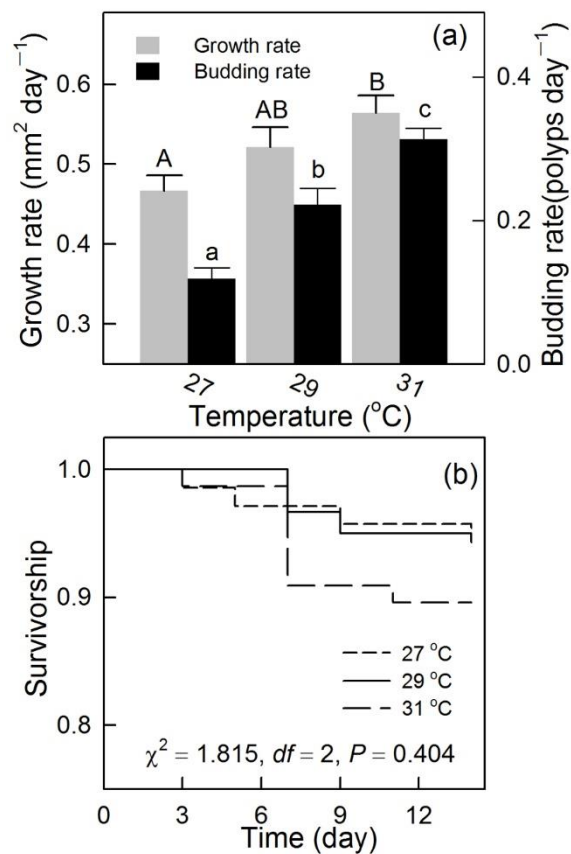 (a)
Growth rate
Budding rate
Growth rate (mm² day⁻¹)
0.6
0.5
0.4
0.3
A
a
AB
b
B
c
0.4
0.2
0.0
Budding rate(polyps day⁻¹)
27 29 31
Temperature (°C)
(b)
Survivorship
1.0
0.9
0.8
27 °C
29 °C
31 °C
χ² = 1.815, df = 2, P = 0.404
0 3 6 9 12
Time (day)